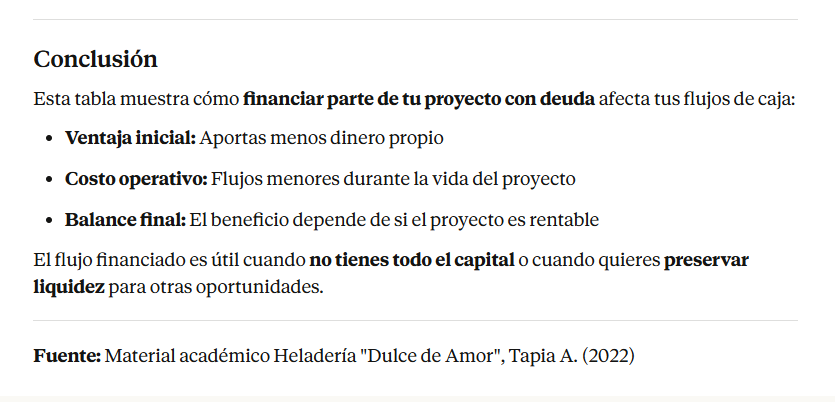 Conclusión
Esta tabla muestra cómo financiar parte de tu proyecto con deuda afecta tus flujos de caja:
• Ventaja inicial: Aportas menos dinero propio
• Costo operativo: Flujos menores durante la vida del proyecto
• Balance final: El beneficio depende de si el proyecto es rentable
El flujo financiado es útil cuando no tienes todo el capital o cuando quieres preservar
liquidez para otras oportunidades.
Fuente: Material académico Heladería "Dulce de Amor", Tapia A. (2022)